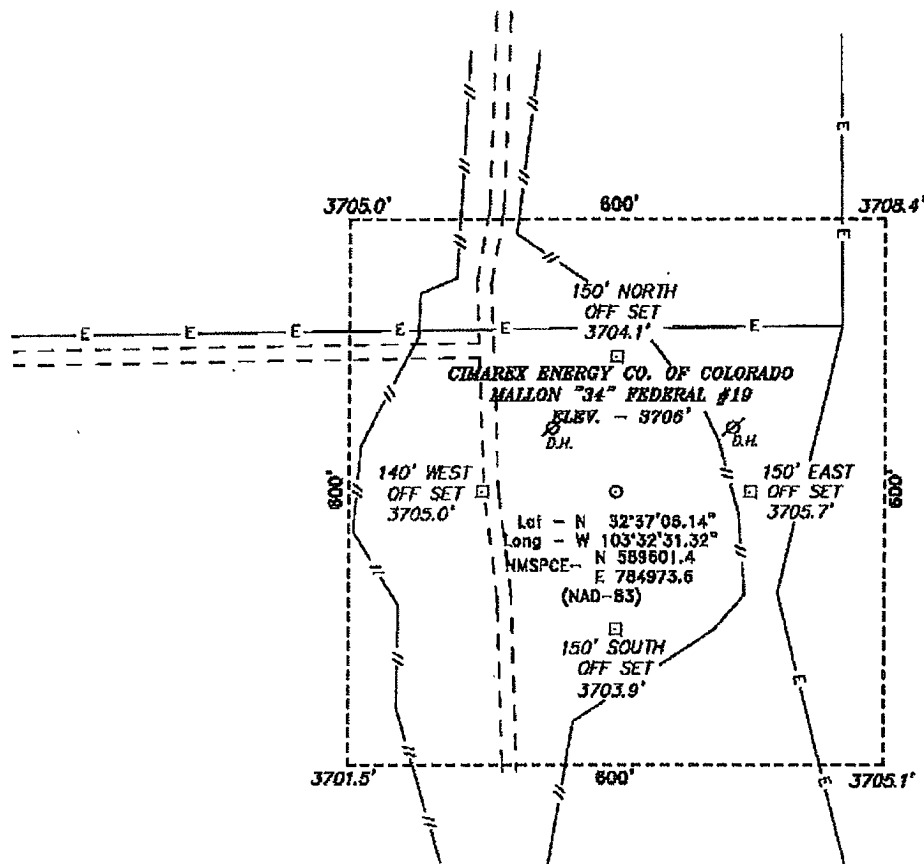 3705.0' 600' 3708.4'
E
E
150' NORTH
OFF SET
3704.1'
E E E E E E
CIMAREX ENERGY CO. OF COLORADO
MALLON "34" FEDERAL #19
ELEV. - 3706'
D.H. D.H.
600'
140' WEST
OFF SET
3705.0'
150' EAST
OFF SET
3705.7'
600'
Lat - N 32°37'06.14"
Long - W 103°32'31.32"
NMSPCE- N 589601.4
E 784973.6
(NAD-83)
E
150' SOUTH
OFF SET
3703.9'
E
E
3701.5' 600' 3705.1'
E